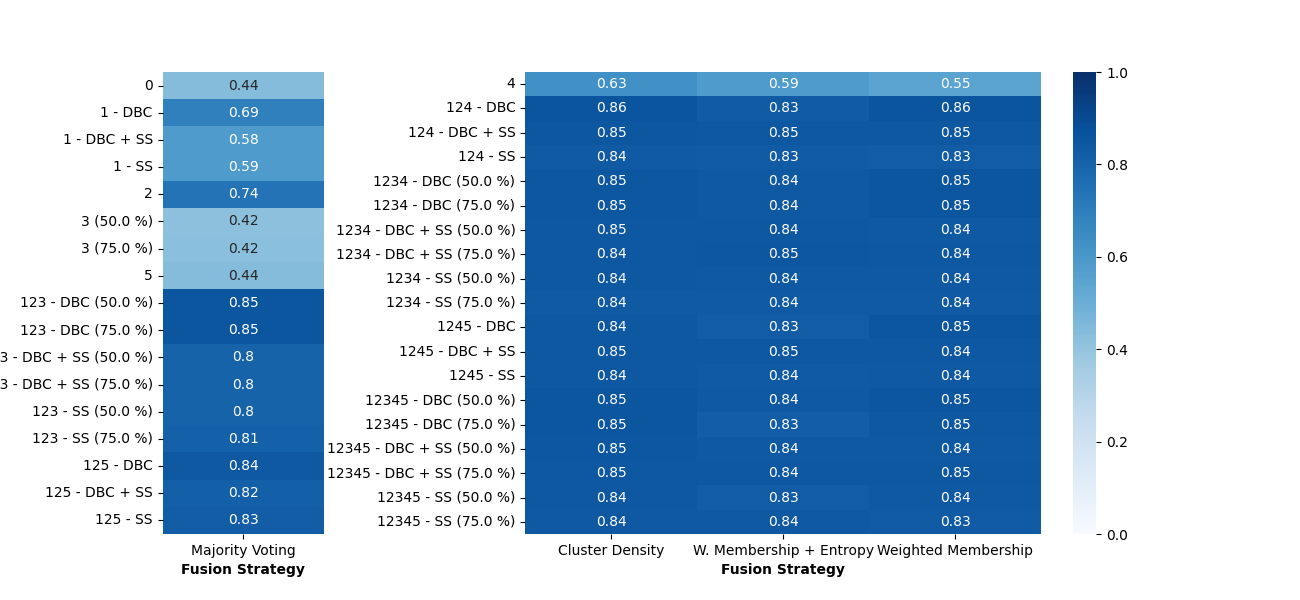 0 0.44
1 - DBC 0.69
1 - DBC + SS 0.58
1 - SS 0.59
2 0.74
3 (50.0 %) 0.42
3 (75.0 %) 0.42
5 0.44
123 - DBC (50.0 %) 0.85
123 - DBC (75.0 %) 0.85
3 - DBC + SS (50.0 %) 0.8
3 - DBC + SS (75.0 %) 0.8
123 - SS (50.0 %) 0.8
123 - SS (75.0 %) 0.81
125 - DBC 0.84
125 - DBC + SS 0.82
125 - SS 0.83
Majority Voting
Fusion Strategy
4 0.63 0.59 0.55
124 - DBC 0.86 0.83 0.86
124 - DBC + SS 0.85 0.85 0.85
124 - SS 0.84 0.83 0.83
1234 - DBC (50.0 %) 0.85 0.84 0.85
1234 - DBC (75.0 %) 0.85 0.84 0.85
1234 - DBC + SS (50.0 %) 0.85 0.84 0.84
1234 - DBC + SS (75.0 %) 0.84 0.85 0.84
1234 - SS (50.0 %) 0.84 0.84 0.84
1234 - SS (75.0 %) 0.84 0.84 0.84
1245 - DBC 0.84 0.83 0.85
1245 - DBC + SS 0.85 0.85 0.84
1245 - SS 0.84 0.84 0.84
12345 - DBC (50.0 %) 0.85 0.84 0.85
12345 - DBC (75.0 %) 0.85 0.83 0.85
12345 - DBC + SS (50.0 %) 0.85 0.84 0.84
12345 - DBC + SS (75.0 %) 0.85 0.84 0.85
12345 - SS (50.0 %) 0.84 0.83 0.84
12345 - SS (75.0 %) 0.84 0.84 0.83
Cluster Density W. Membership + Entropy Weighted Membership
Fusion Strategy
1.0
0.8
0.6
0.4
0.2
0.0